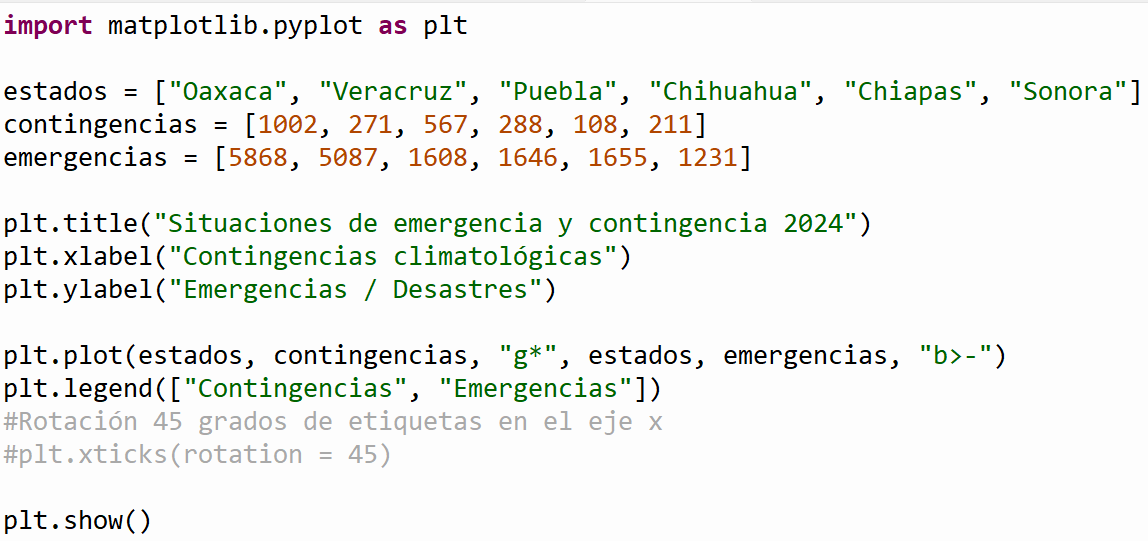 import matplotlib.pyplot as plt
estados = ["Oaxaca", "Veracruz", "Puebla", "Chihuahua", "Chiapas", "Sonora"]
contingencias = [1002, 271, 567, 288, 108, 211]
emergencias = [5868, 5087, 1608, 1646, 1655, 1231]
plt.title("Situaciones de emergencia y contingencia 2024")
plt.xlabel("Contingencias climatológicas")
plt.ylabel("Emergencias / Desastres")
plt.plot(estados, contingencias, "g*", estados, emergencias, "b>-")
plt.legend(["Contingencias", "Emergencias"])
#Rotación 45 grados de etiquetas en el eje x
#plt.xticks(rotation = 45)
plt.show()